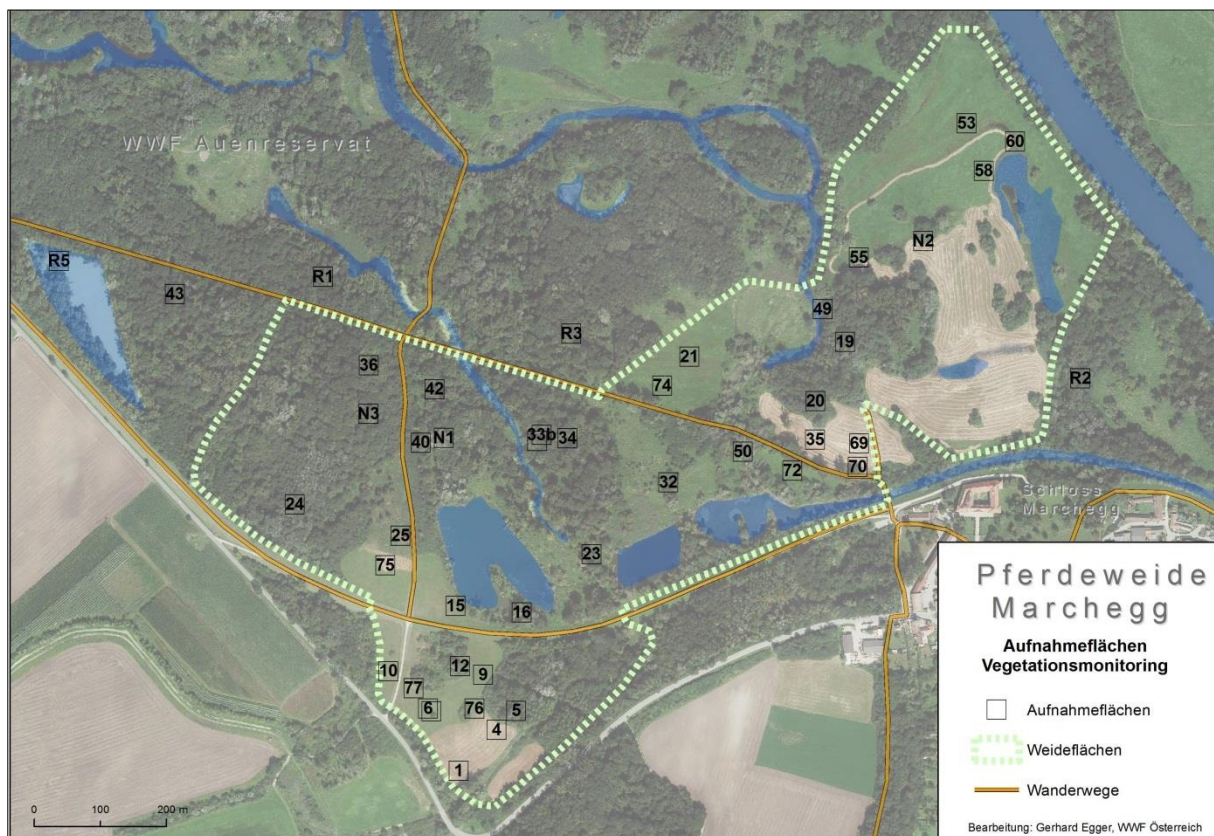 WWF Auenreservat
53
60
58
R5
N2
55
R1
43
49
R3
19
21
36
74
R2
42
20
N3
40
N1
33b
34
35
69
50
72
70
32
24
25
23
75
Schloss
Marchegg
15
16
12
10
9
77
6
76
5
4
1
0 100 200 m
Pferdeweide
Marchegg
Aufnahmeflächen
Vegetationsmonitoring
Aufnahmeflächen
Weideflächen
Wanderwege
Bearbeitung: Gerhard Egger, WWF Österreich